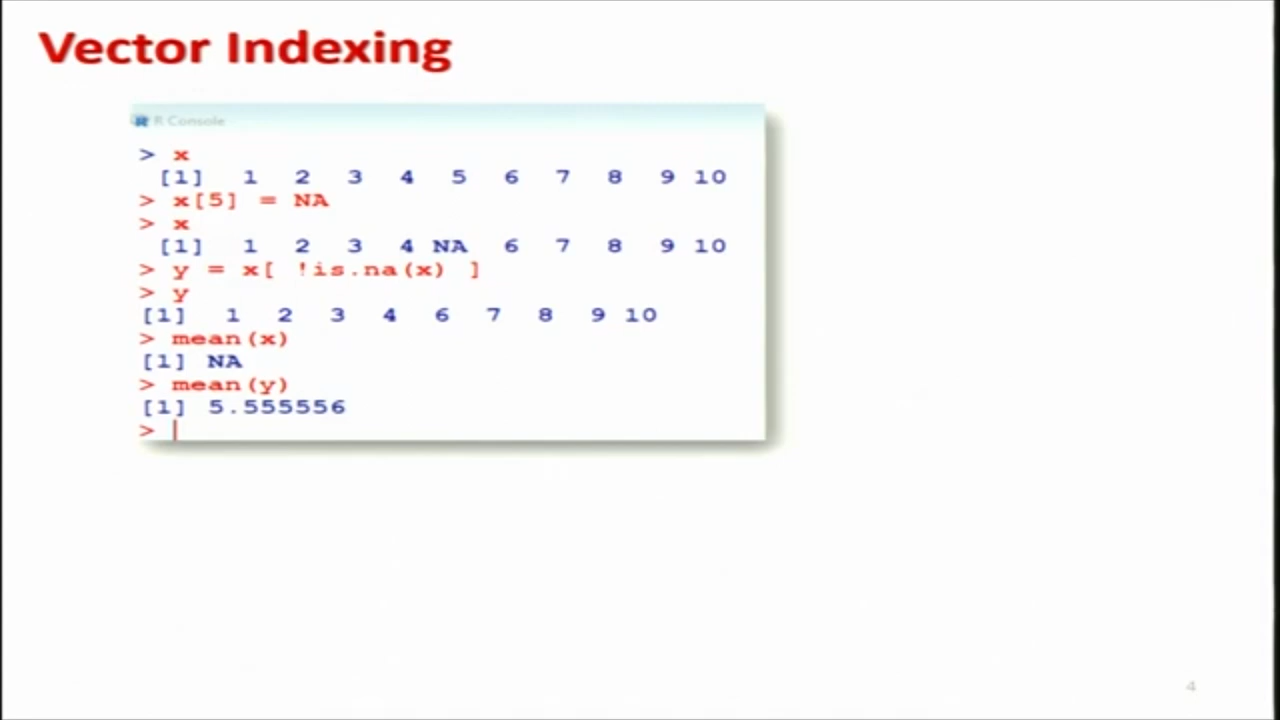 Vector Indexing
R Console
> x
[1] 1 2 3 4 5 6 7 8 9 10
> x[5] = NA
> x
[1] 1 2 3 4 NA 6 7 8 9 10
> y = x[ !is.na(x) ]
> y
[1] 1 2 3 4 6 7 8 9 10
> mean(x)
[1] NA
> mean(y)
[1] 5.555556
>
4